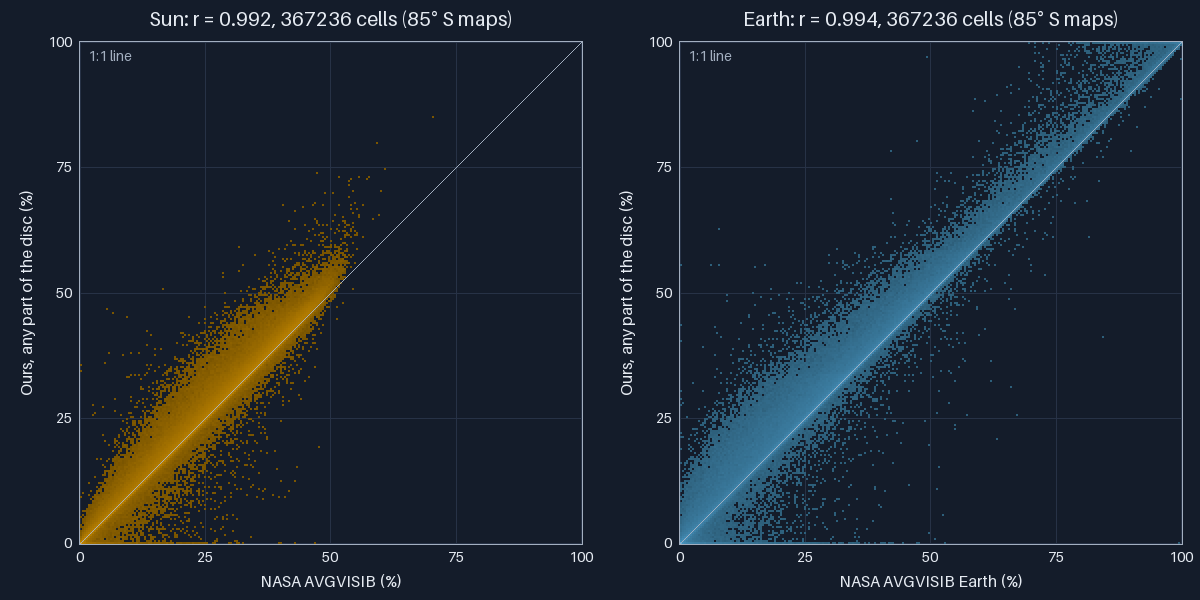 Sun: r = 0.992, 367236 cells (85° S maps)
100
1:1 line
75
50
25
0
0 25 50 75 100
Ours, any part of the disc (%)
NASA AVGVISIB (%)
Earth: r = 0.994, 367236 cells (85° S maps)
100
1:1 line
75
50
25
0
0 25 50 75 100
Ours, any part of the disc (%)
NASA AVGVISIB Earth (%)